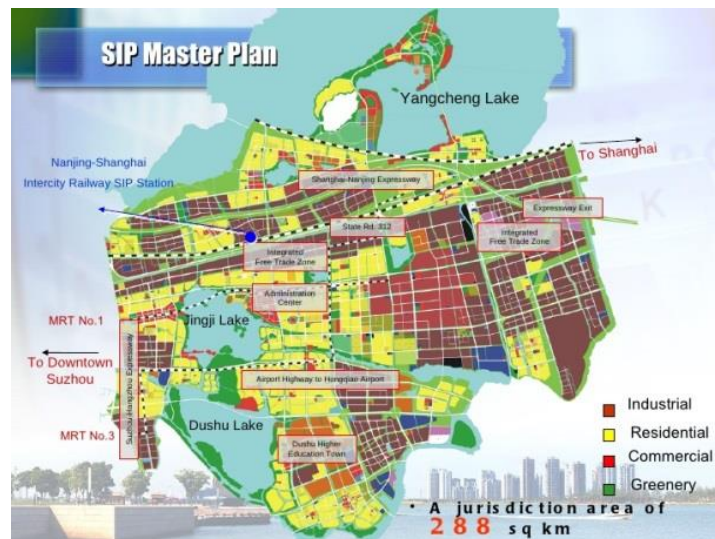 SIP Master Plan
Yangcheng Lake
To Shanghai
Nanjing-Shanghai
Intercity Railway SIP Station
Shanghai-Nanjing Expressway
Expressway Exit
State Rd. 312
Integrated
Free Trade Zone
Integrated
Free Trade Zone
Administration
Center
MRT No.1
Jingji Lake
To Downtown
Suzhou
Suzhou-Hangzhou Expressway
Airport Highway to Hongqiao Airport
MRT No.3
Dushu Lake
Dushu Higher
Education Town
Industrial
Residential
Commercial
Greenery
• A jurisdiction area of
288 sq km